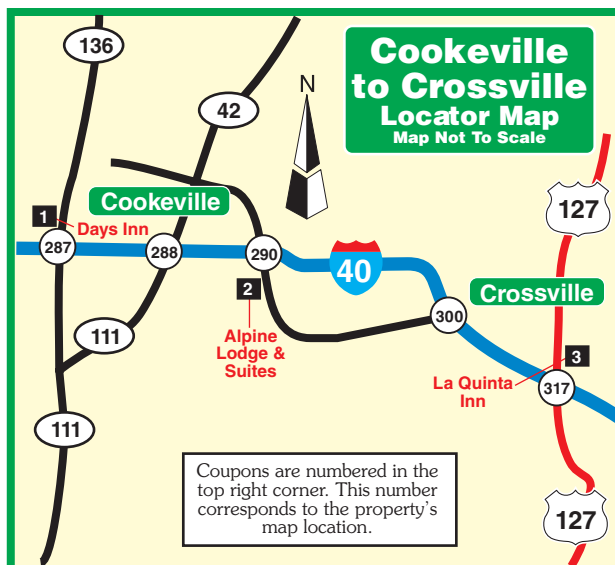 Cookeville
to Crossville
Locator Map
Map Not To Scale
136
42
N
127
Cookeville
1
Days Inn
287
288
290
40
2
Alpine
Lodge &
Suites
300
Crossville
111
3
La Quinta
Inn
317
111
127
Coupons are numbered in the
top right corner. This number
corresponds to the property's
map location.